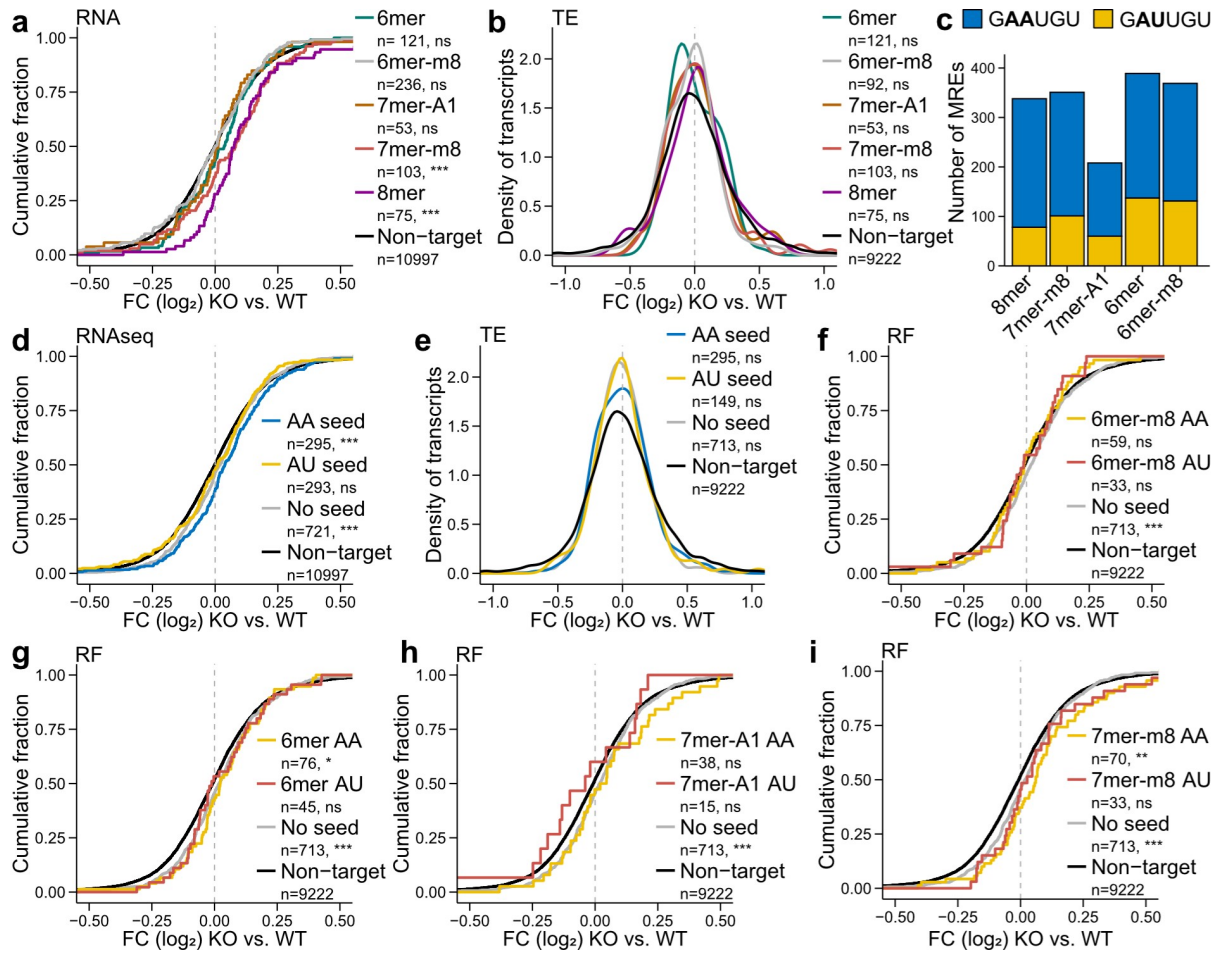 a
RNA
1.00
0.75
0.50
0.25
0.00
Cumulative fraction
−0.50
−0.25
0.00
0.25
0.50
FC (log₂) KO vs. WT
6mer
n= 121, ns
6mer-m8
n=236, ns
7mer-A1
n=53, ns
7mer-m8
n=103, ***
8mer
n=75, ***
Non−target
n=10997
b
TE
2.0
1.5
1.0
0.5
0.0
Density of transcripts
−1.0
−0.5
0.0
0.5
1.0
FC (log₂) KO vs. WT
6mer
n=121, ns
6mer-m8
n=92, ns
7mer-A1
n=53, ns
7mer-m8
n=103, ns
8mer
n=75, ns
Non−target
n=9222
c
GAAUGU
GAUUGU
400
300
200
100
0
Number of MREs
8mer
7mer-m8
7mer-A1
6mer
6mer-m8
d
RNAseq
1.00
0.75
0.50
0.25
0.00
Cumulative fraction
−0.50
−0.25
0.00
0.25
0.50
FC (log₂) KO vs. WT
AA seed
n=295, ***
AU seed
n=293, ns
No seed
n=721, ***
Non−target
n=10997
e
TE
2.0
1.5
1.0
0.5
0.0
Density of transcripts
−1.0
−0.5
0.0
0.5
1.0
FC (log₂) KO vs. WT
AA seed
n=295, ns
AU seed
n=149, ns
No seed
n=713, ns
Non−target
n=9222
f
RF
1.00
0.75
0.50
0.25
0.00
Cumulative fraction
−0.50
−0.25
0.00
0.25
0.50
FC (log₂) KO vs. WT
6mer-m8 AA
n=59, ns
6mer-m8 AU
n=33, ns
No seed
n=713, ***
Non−target
n=9222
g
RF
1.00
0.75
0.50
0.25
0.00
Cumulative fraction
−0.50
−0.25
0.00
0.25
0.50
FC (log₂) KO vs. WT
6mer AA
n=76, *
6mer AU
n=45, ns
No seed
n=713, ***
Non−target
n=9222
h
RF
1.00
0.75
0.50
0.25
0.00
Cumulative fraction
−0.50
−0.25
0.00
0.25
0.50
FC (log₂) KO vs. WT
7mer-A1 AA
n=38, ns
7mer-A1 AU
n=15, ns
No seed
n=713, ***
Non−target
n=9222
i
RF
1.00
0.75
0.50
0.25
0.00
Cumulative fraction
−0.50
−0.25
0.00
0.25
0.50
FC (log₂) KO vs. WT
7mer-m8 AA
n=70, **
7mer-m8 AU
n=33, ns
No seed
n=713, ***
Non−target
n=9222